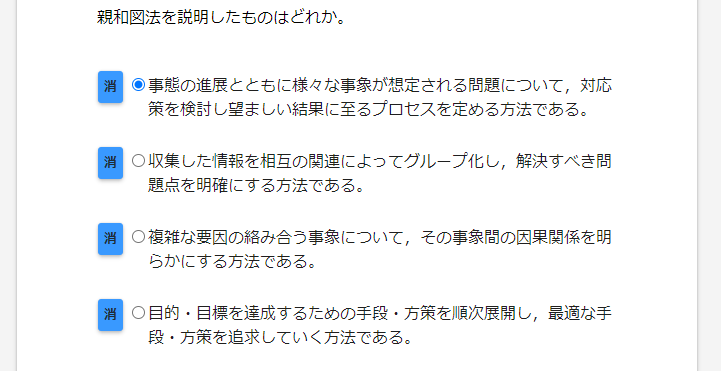 親和図法を説明したものはどれか。
消 事態の進展とともに様々な事象が想定される問題について，対応
策を検討し望ましい結果に至るプロセスを定める方法である。
消 収集した情報を相互の関連によってグループ化し，解決すべき問
題点を明確にする方法である。
消 複雑な要因の絡み合う事象について，その事象間の因果関係を明
らかにする方法である。
消 目的・目標を達成するための手段・方策を順次展開し，最適な手
段・方策を追求していく方法である。